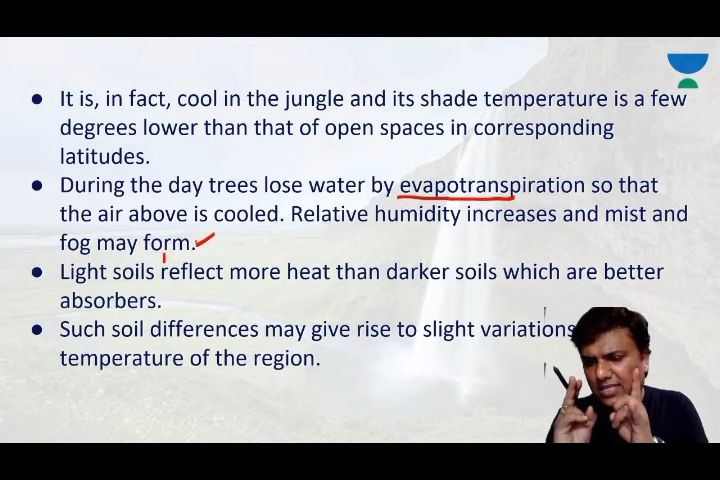 ● It is, in fact, cool in the jungle and its shade temperature is a few
degrees lower than that of open spaces in corresponding
latitudes.
● During the day trees lose water by evapotranspiration so that
the air above is cooled. Relative humidity increases and mist and
fog may form.
● Light soils reflect more heat than darker soils which are better
absorbers.
● Such soil differences may give rise to slight variations
temperature of the region.